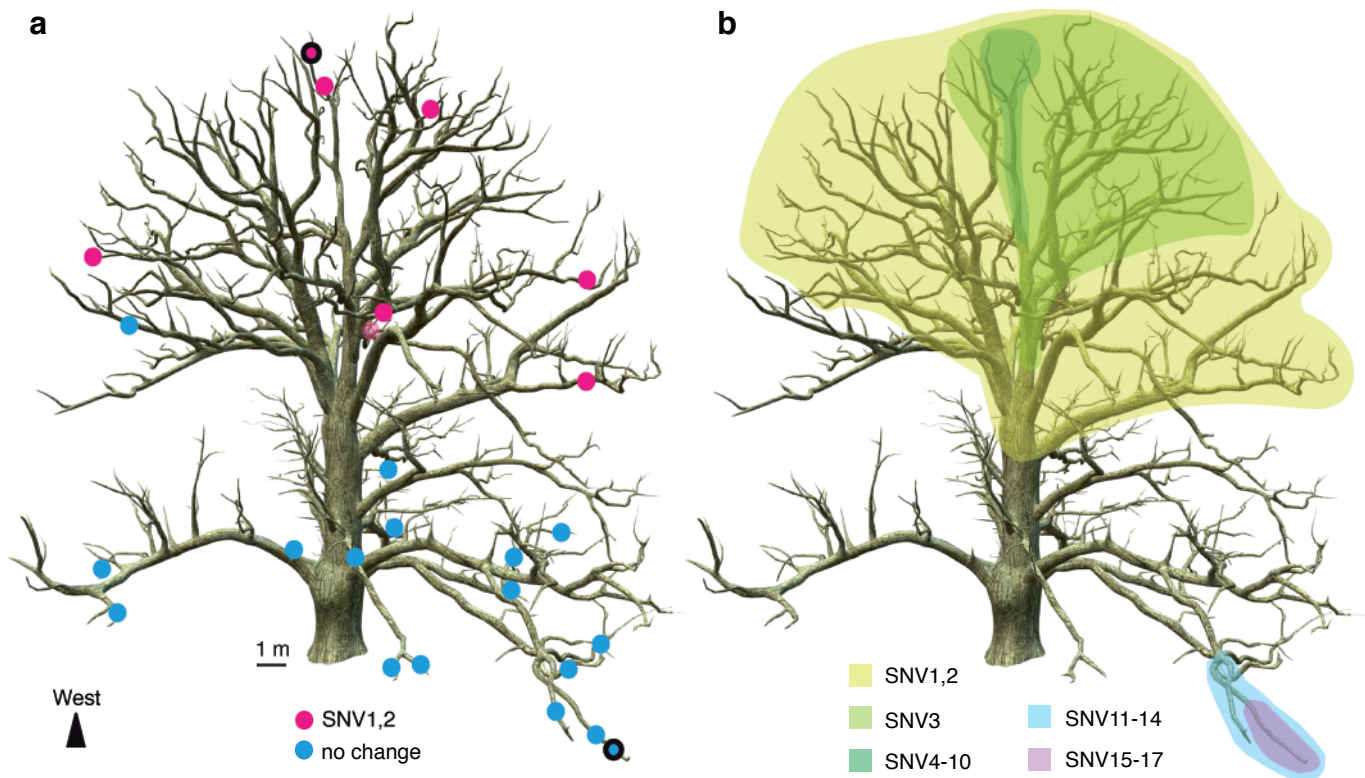 a
b
1 m
West
SNV1,2
no change
SNV1,2
SNV3
SNV4-10
SNV11-14
SNV15-17